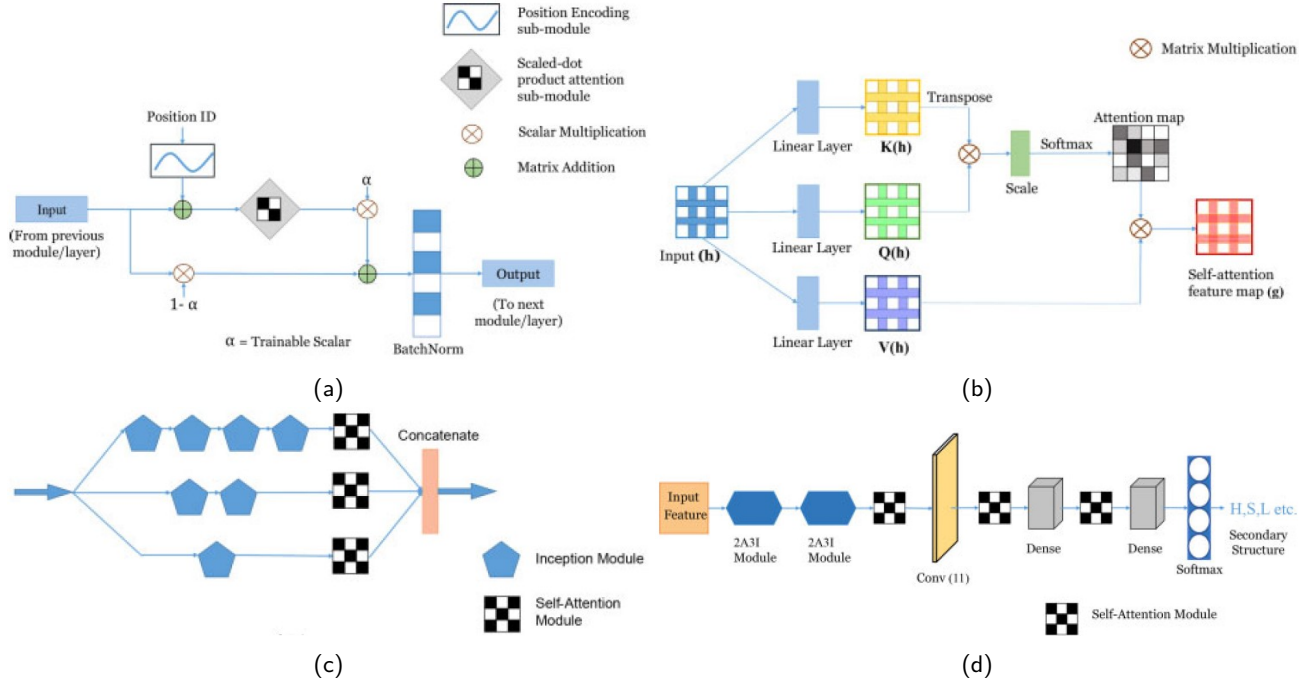 Position Encoding
sub-module
Scaled-dot
product attention
sub-module
Scalar Multiplication
Matrix Addition
Position ID
α
Input
(From previous
module/layer)
1- α
Output
(To next
module/layer)
α = Trainable Scalar
BatchNorm
(a)
Matrix Multiplication
Transpose
Linear Layer
K(h)
Attention map
Softmax
Scale
Input (h)
Linear Layer
Q(h)
Self-attention
feature map (g)
Linear Layer
V(h)
(b)
Concatenate
Inception Module
Self-Attention
Module
(c)
Input
Feature
2A3I
Module
2A3I
Module
Conv (11)
Dense
Dense
Softmax
H,S,L etc.
Secondary
Structure
Self-Attention Module
(d)